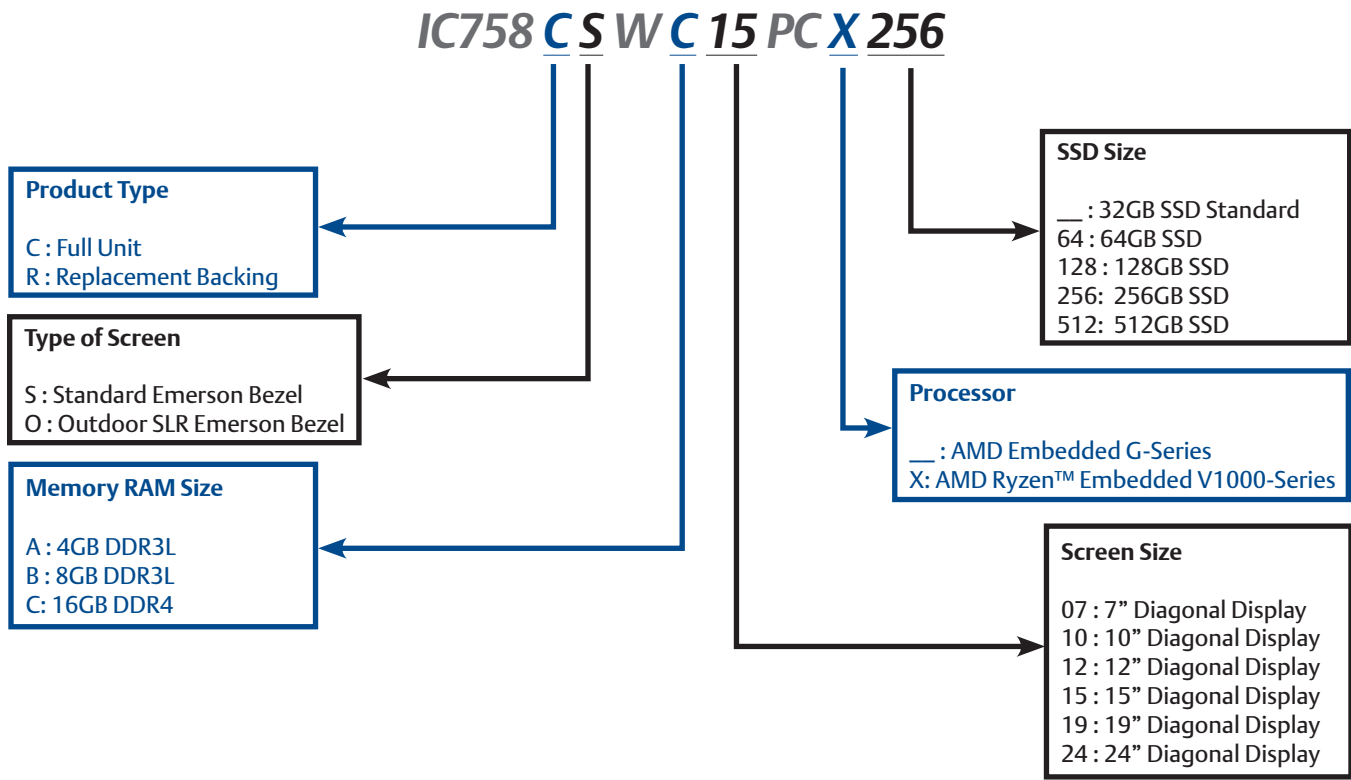 IC758 C S W C 15 PC X 256
Product Type
C : Full Unit
R : Replacement Backing
Type of Screen
S : Standard Emerson Bezel
O : Outdoor SLR Emerson Bezel
Memory RAM Size
A : 4GB DDR3L
B : 8GB DDR3L
C: 16GB DDR4
SSD Size
__ : 32GB SSD Standard
64 : 64GB SSD
128 : 128GB SSD
256: 256GB SSD
512: 512GB SSD
Processor
__ : AMD Embedded G-Series
X: AMD Ryzen™ Embedded V1000-Series
Screen Size
07 : 7” Diagonal Display
10 : 10” Diagonal Display
12 : 12” Diagonal Display
15 : 15” Diagonal Display
19 : 19” Diagonal Display
24 : 24” Diagonal Display